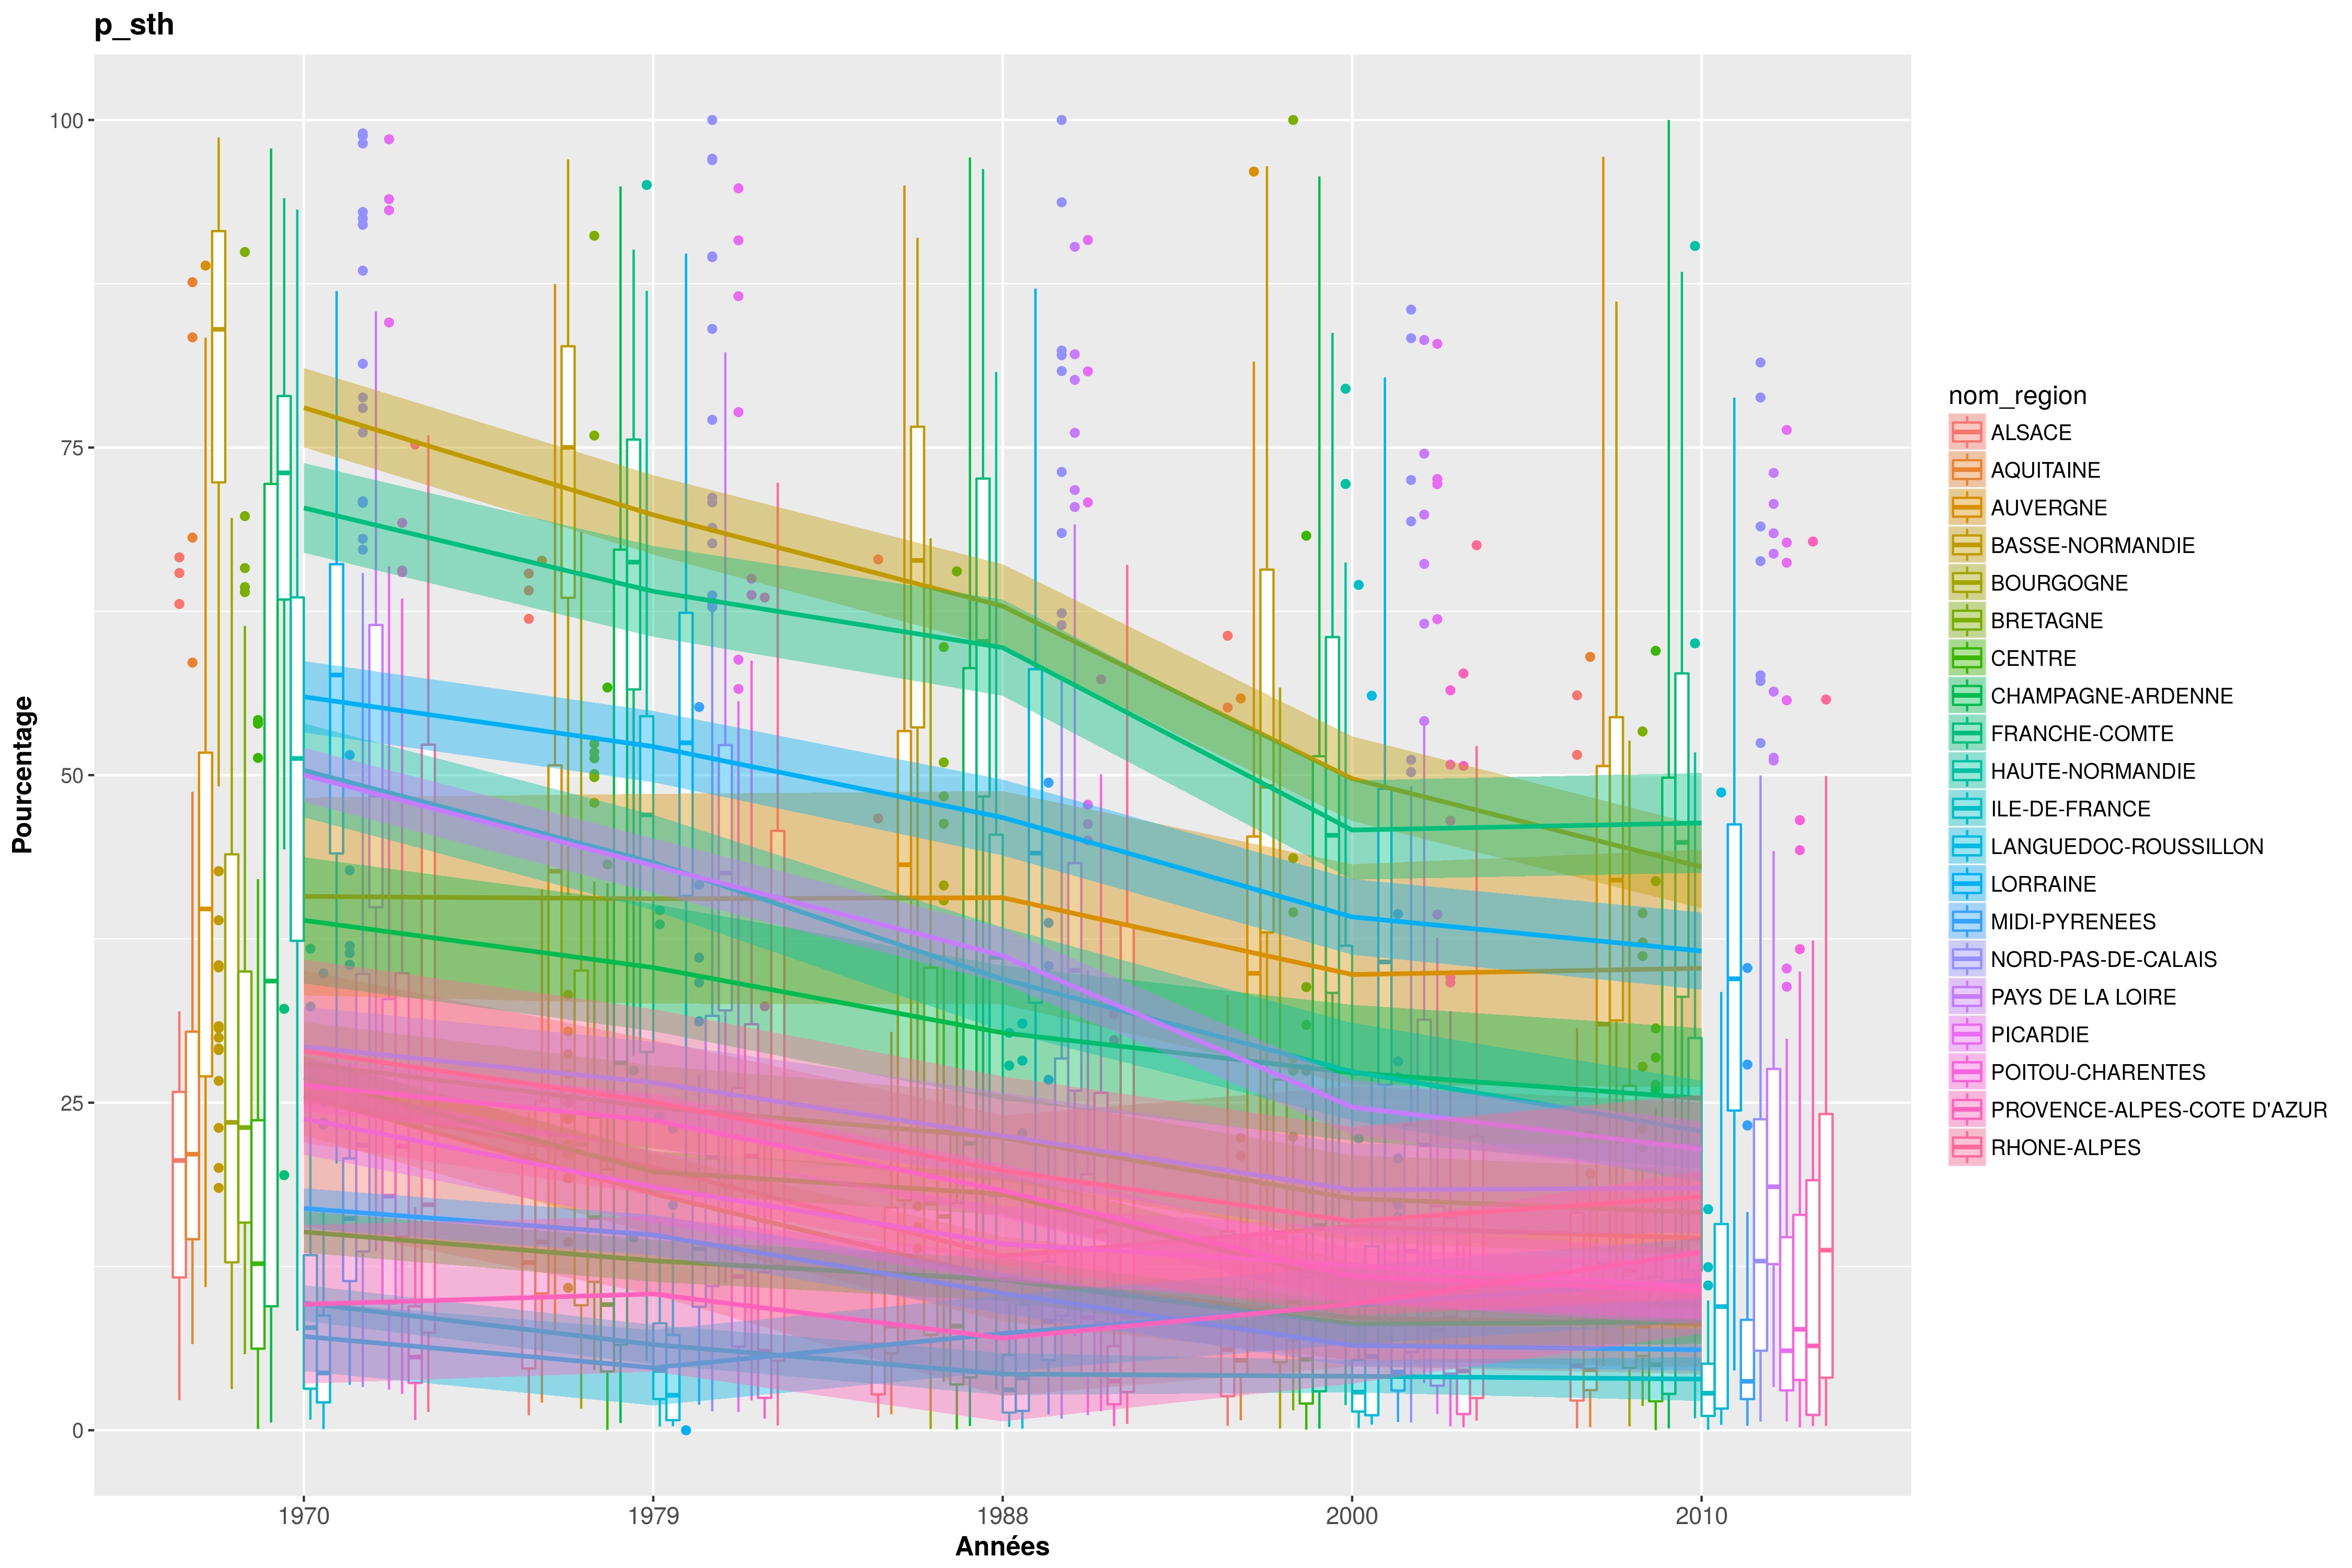 p_sth
Pourcentage
100
75
50
25
0
1970
1979
1988
2000
2010
Années
nom_region
ALSACE
AQUITAINE
AUVERGNE
BASSE-NORMANDIE
BOURGOGNE
BRETAGNE
CENTRE
CHAMPAGNE-ARDENNE
FRANCHE-COMTE
HAUTE-NORMANDIE
ILE-DE-FRANCE
LANGUEDOC-ROUSSILLON
LORRAINE
MIDI-PYRENEES
NORD-PAS-DE-CALAIS
PAYS DE LA LOIRE
PICARDIE
POITOU-CHARENTES
PROVENCE-ALPES-COTE D'AZUR
RHONE-ALPES